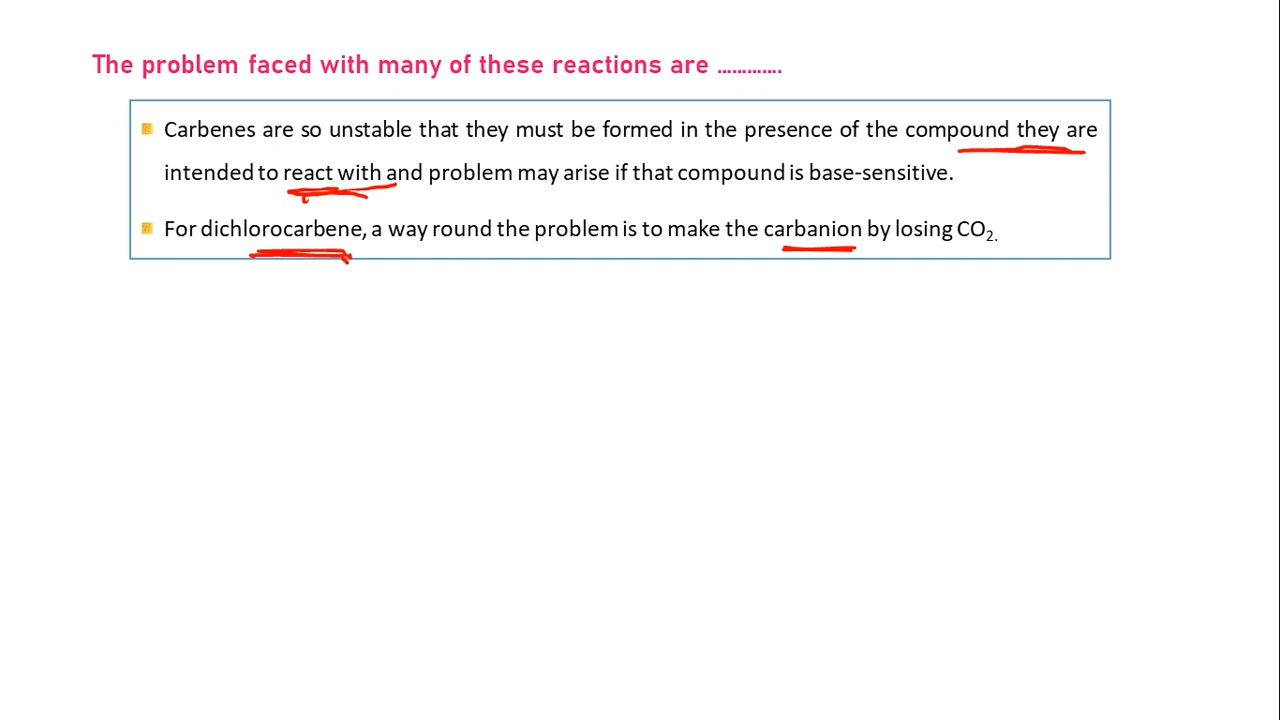 The problem faced with many of these reactions are .............
Carbenes are so unstable that they must be formed in the presence of the compound they are
intended to react with and problem may arise if that compound is base-sensitive.
For dichlorocarbene, a way round the problem is to make the carbanion by losing CO₂.